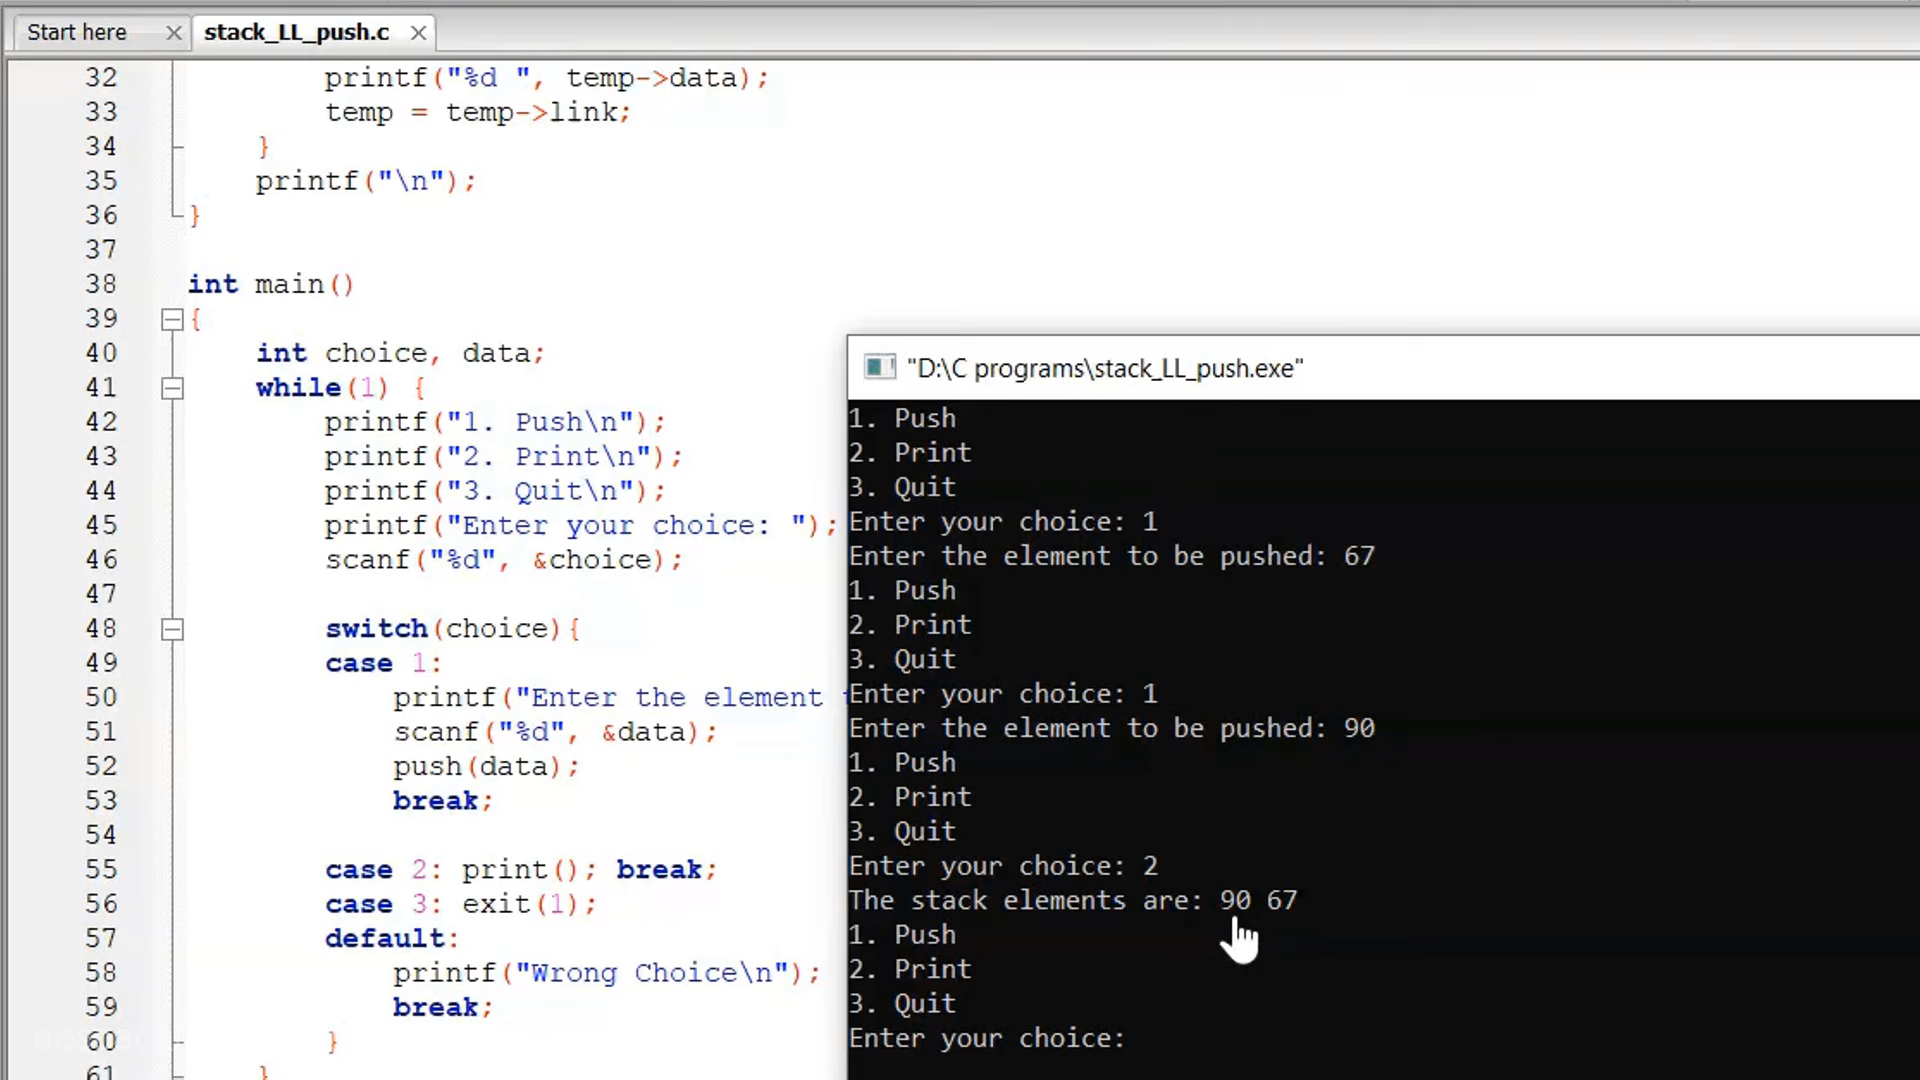 Start here
stack_LL_push.c
32 printf("%d ", temp->data);
33 temp = temp->link;
34 }
35 printf("\n");
36 }
37
38 int main()
39 {
40 int choice, data;
41 while(1) {
42 printf("1. Push\n");
43 printf("2. Print\n");
44 printf("3. Quit\n");
45 printf("Enter your choice: ");
46 scanf("%d", &choice);
47
48 switch(choice){
49 case 1:
50 printf("Enter the element
51 scanf("%d", &data);
52 push(data);
53 break;
54
55 case 2: print(); break;
56 case 3: exit(1);
57 default:
58 printf("Wrong Choice\n");
59 break;
60 }
61 }
"D:\C programs\stack_LL_push.exe"
1. Push
2. Print
3. Quit
Enter your choice: 1
Enter the element to be pushed: 67
1. Push
2. Print
3. Quit
Enter your choice: 1
Enter the element to be pushed: 90
1. Push
2. Print
3. Quit
Enter your choice: 2
The stack elements are: 90 67
1. Push
2. Print
3. Quit
Enter your choice: